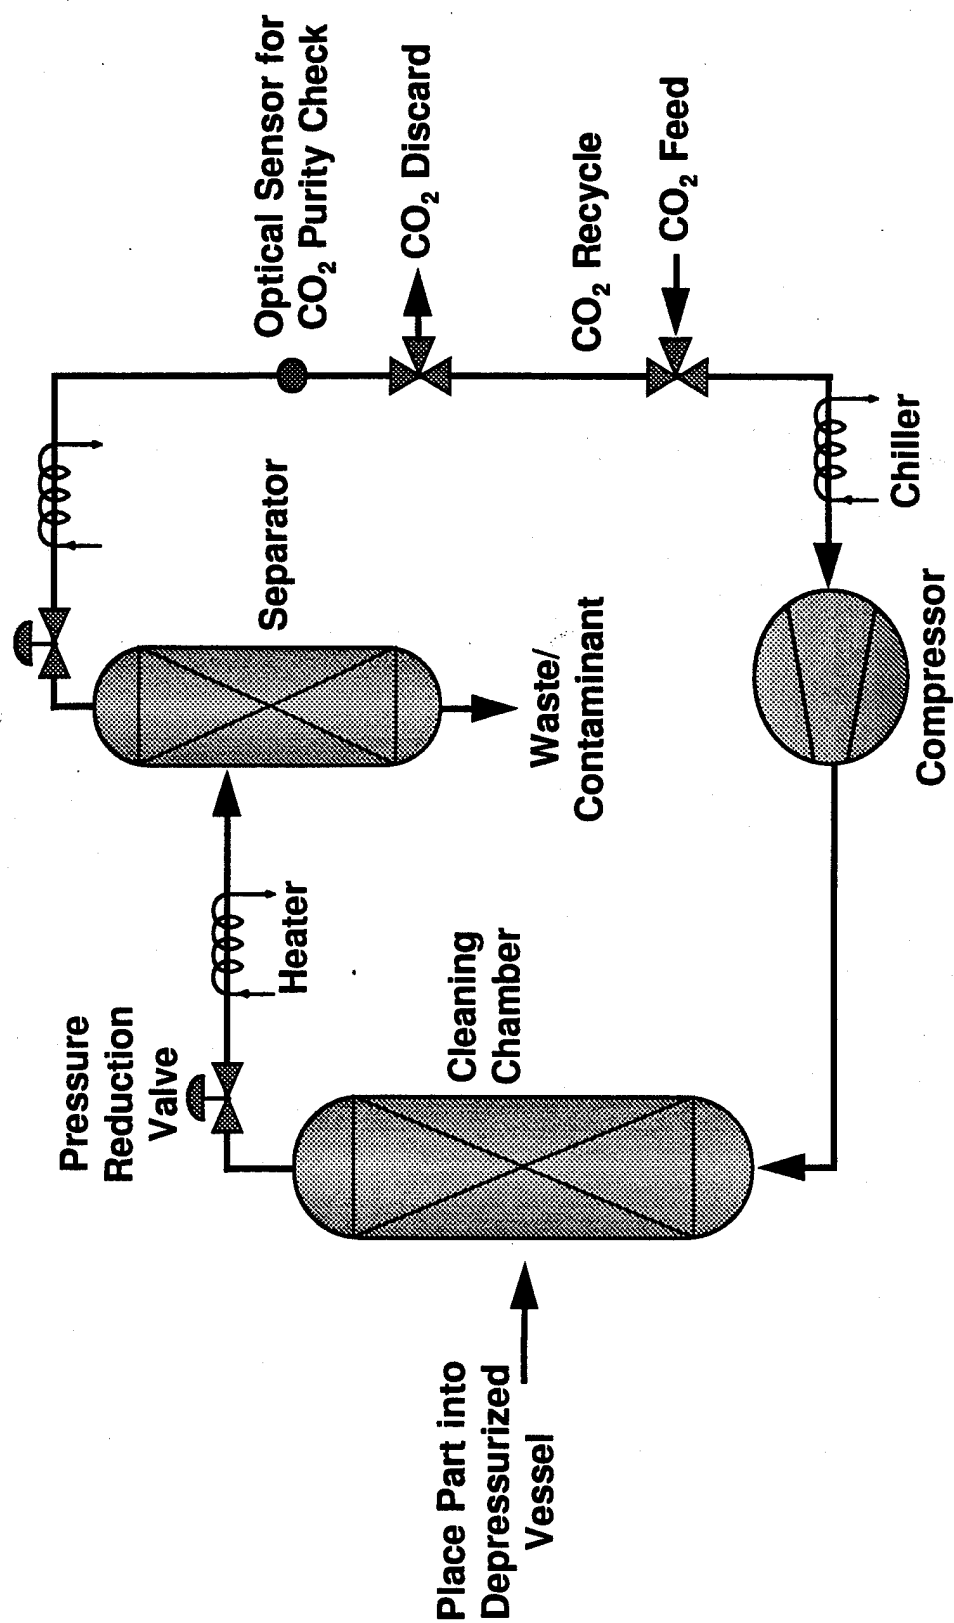 Place Part into
Depressurized
Vessel
Pressure
Reduction
Valve
Heater
Cleaning
Chamber
Separator
Waste/
Contaminant
Optical Sensor for
CO₂ Purity Check
CO₂ Discard
CO₂ Recycle
CO₂ Feed
Chiller
Compressor